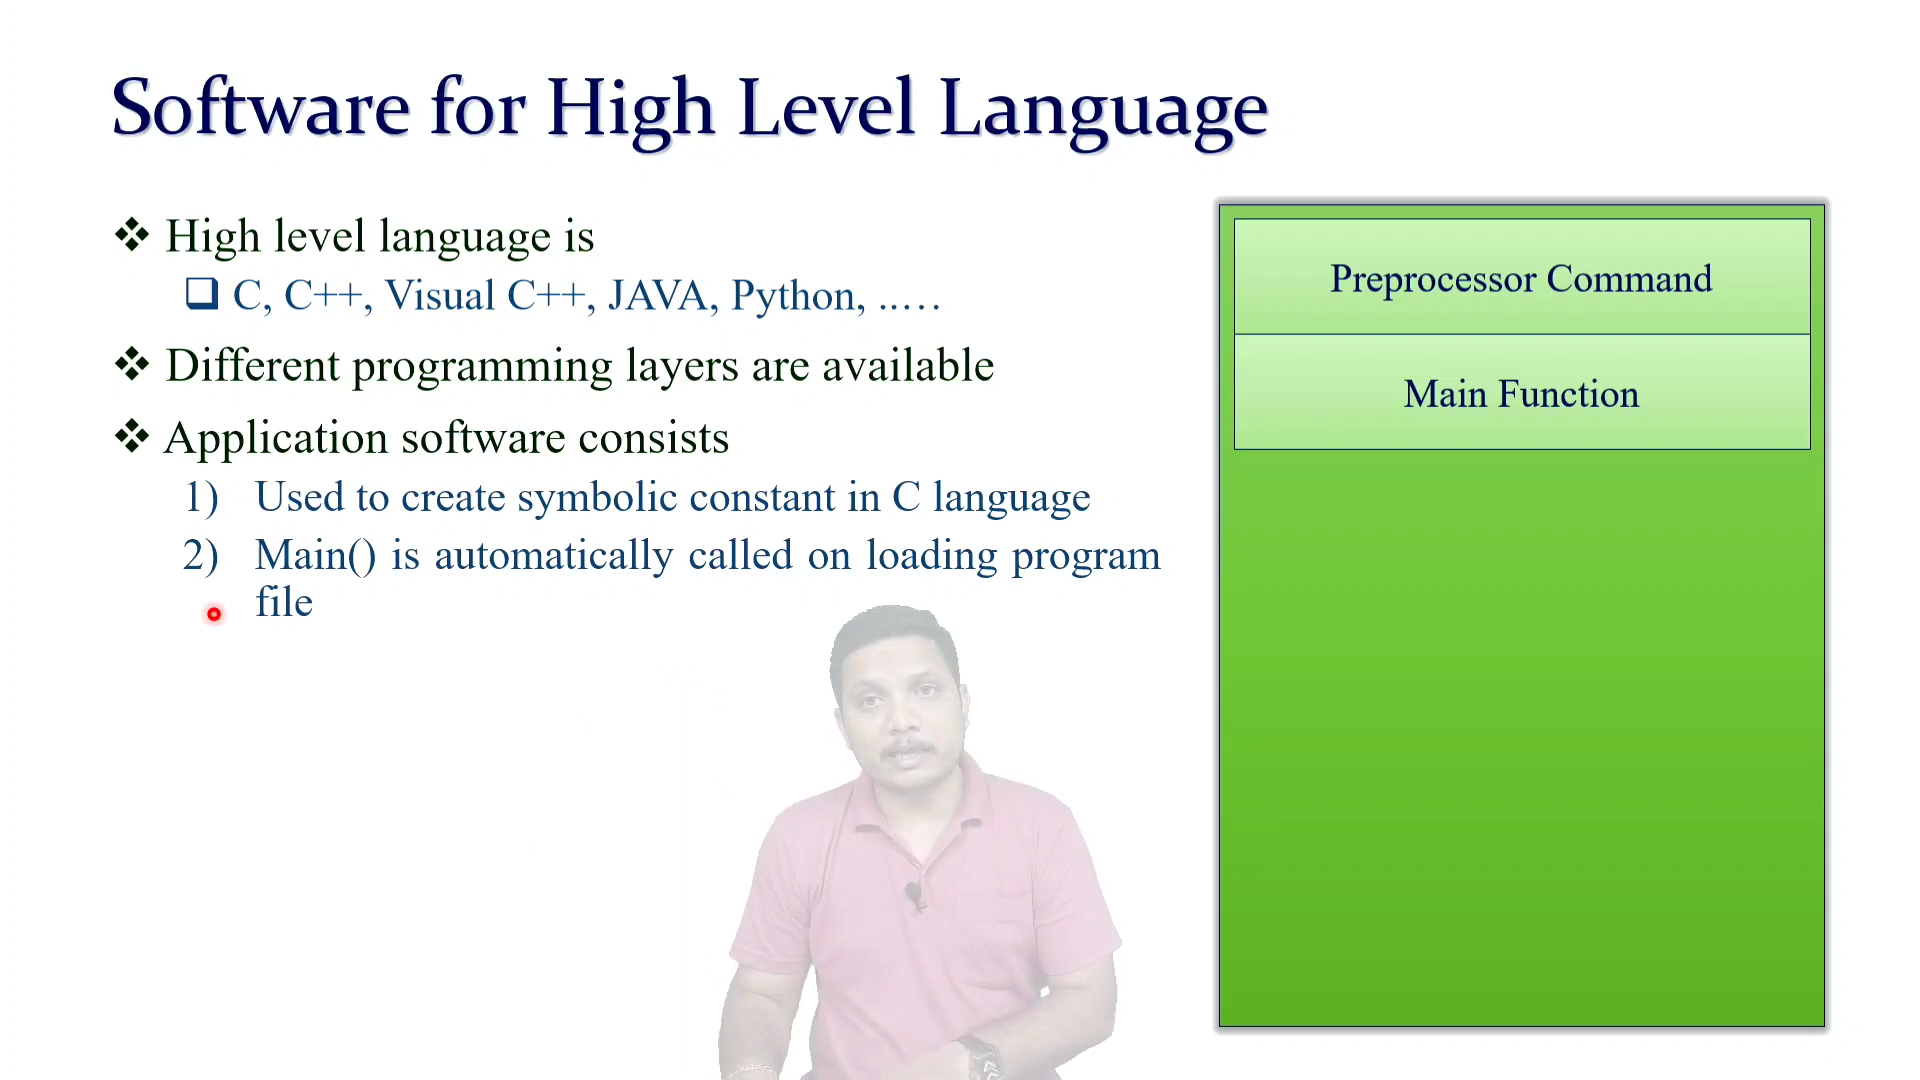 Software for High Level Language
High level language is
C, C++, Visual C++, JAVA, Python, ..…
Different programming layers are available
Application software consists
1) Used to create symbolic constant in C language
2) Main() is automatically called on loading program
file
Preprocessor Command
Main Function